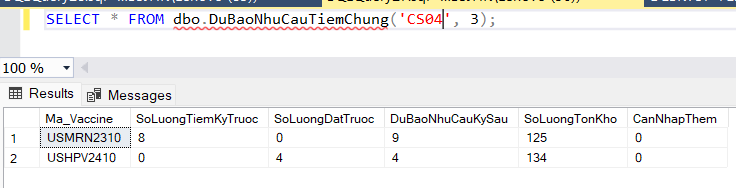 SELECT * FROM dbo.DuBaoNhuCauTiemChung('CS04', 3);
100 %
Results Messages
Ma_Vaccine SoLuongTiemKyTruoc SoLuongDatTruoc DuBaoNhuCauKySau SoLuongTonKho CanNhapThem
1 USMRN2310 8 0 9 125 0
2 USHPV2410 0 4 4 134 0